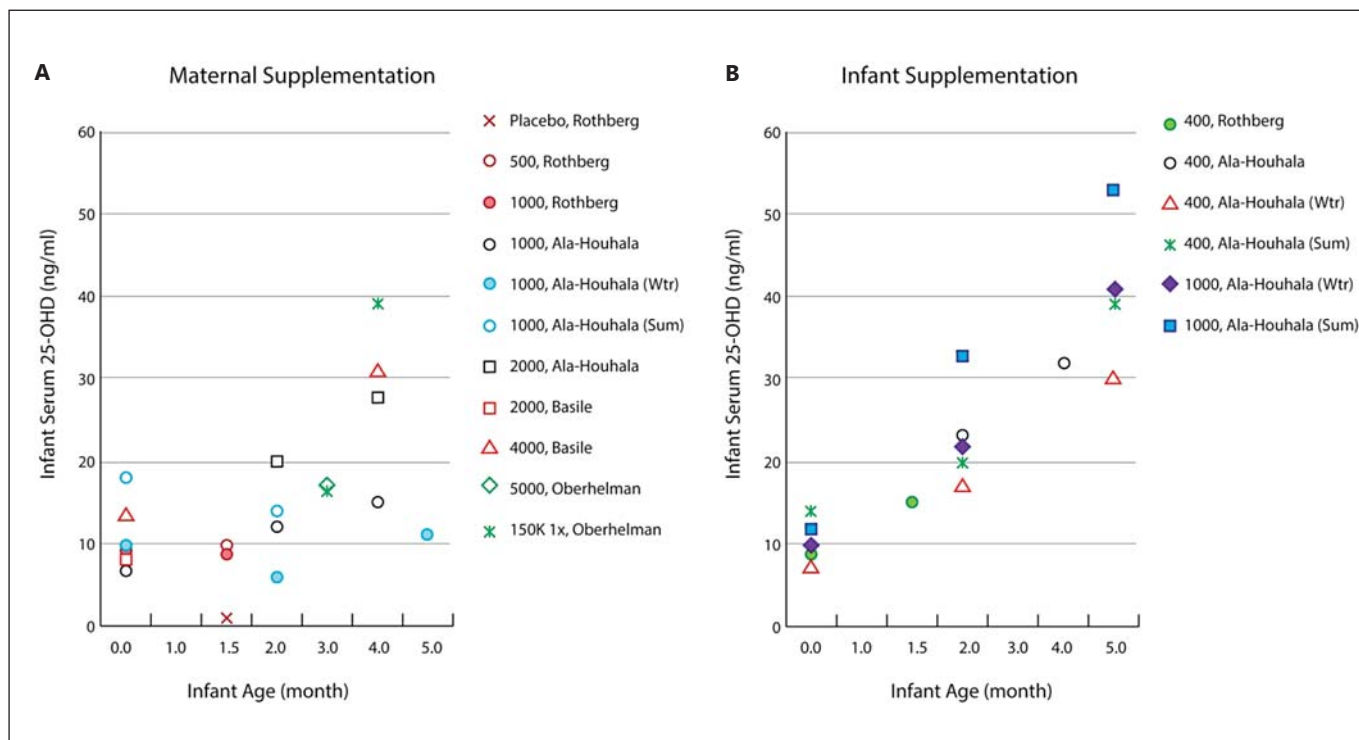 A
Maternal Supplementation
Infant Serum 25-OHD (ng/ml)
60
50
40
30
20
10
0
0.0 1.0 1.5 2.0 3.0 4.0 5.0
Infant Age (month)
Placebo, Rothberg
500, Rothberg
1000, Rothberg
1000, Ala-Houhala
1000, Ala-Houhala (Wtr)
1000, Ala-Houhala (Sum)
2000, Ala-Houhala
2000, Basile
4000, Basile
5000, Oberhelman
150K 1x, Oberhelman
B
Infant Supplementation
Infant Serum 25-OHD (ng/ml)
60
50
40
30
20
10
0
0.0 1.0 1.5 2.0 3.0 4.0 5.0
Infant Age (month)
400, Rothberg
400, Ala-Houhala
400, Ala-Houhala (Wtr)
400, Ala-Houhala (Sum)
1000, Ala-Houhala (Wtr)
1000, Ala-Houhala (Sum)